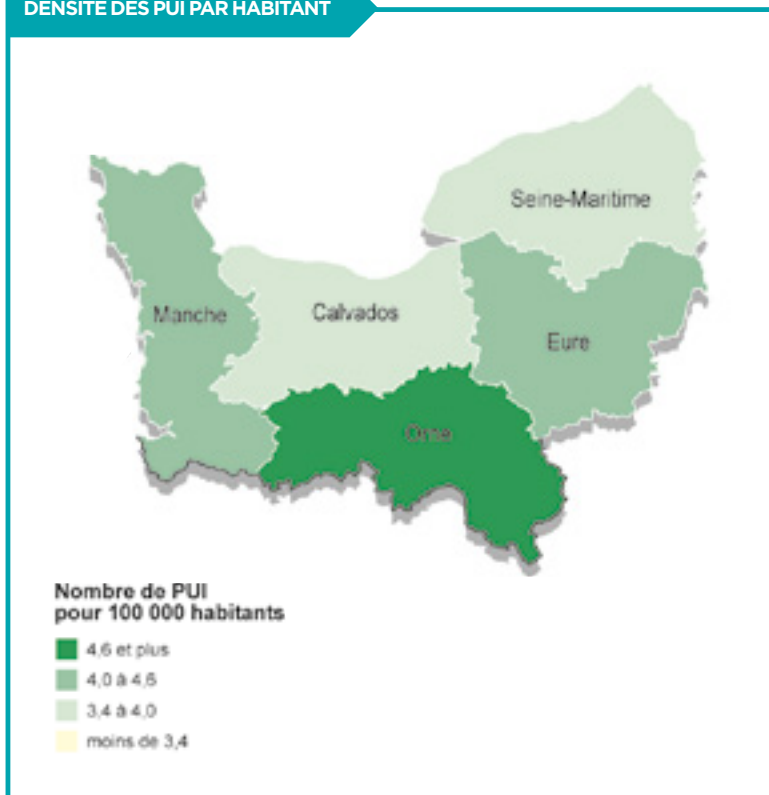 DENSITÉ DES PUI PAR HABITANT
Seine-Maritime
Manche
Calvados
Eure
Orne
Nombre de PUI
pour 100 000 habitants
4,6 et plus
4,0 à 4,6
3,4 à 4,0
moins de 3,4